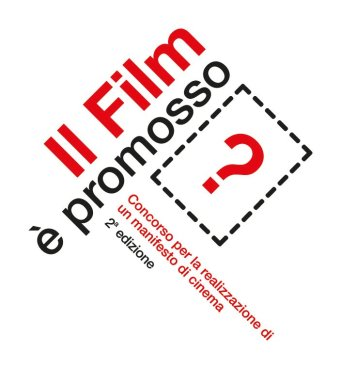 Il Film
è promosso
?
Concorso per la realizzazione di
un manifesto di cinema
2ª edizione